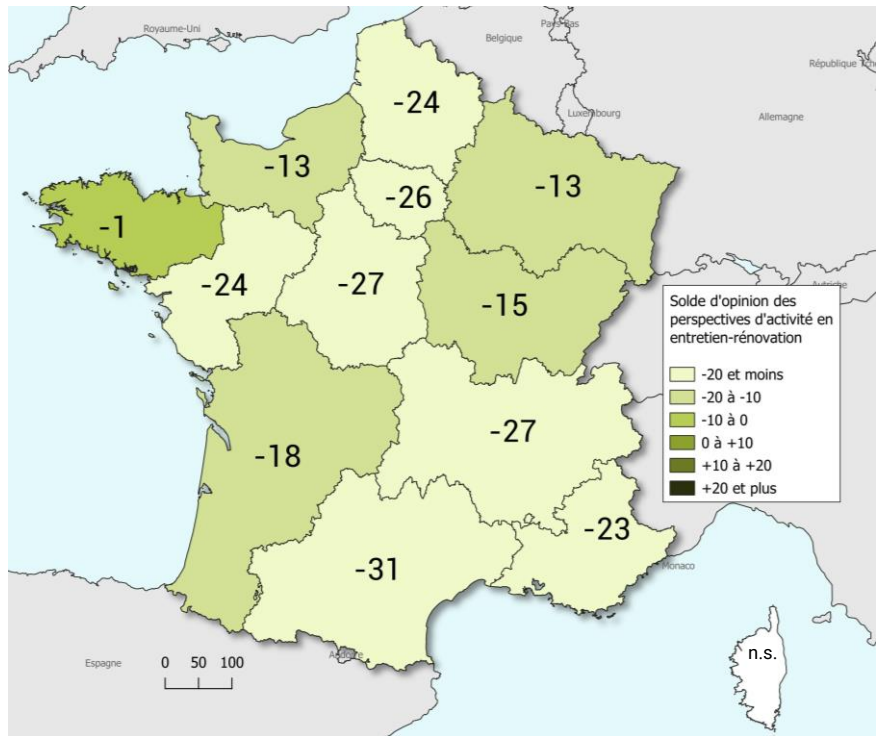 Royaume-Uni
Pays-Bas
Belgique
République Tch
Luxembourg
Allemagne
-24
-13
-26
-13
-1
-24
-27
-15
Autriche
Solde d'opinion des
perspectives d'activité en
entretien-rénovation
-20 et moins
-20 à -10
-10 à 0
0 à +10
+10 à +20
+20 et plus
-27
-18
-23
-31
Monaco
Andorre
Espagne
0 50 100
n.s.